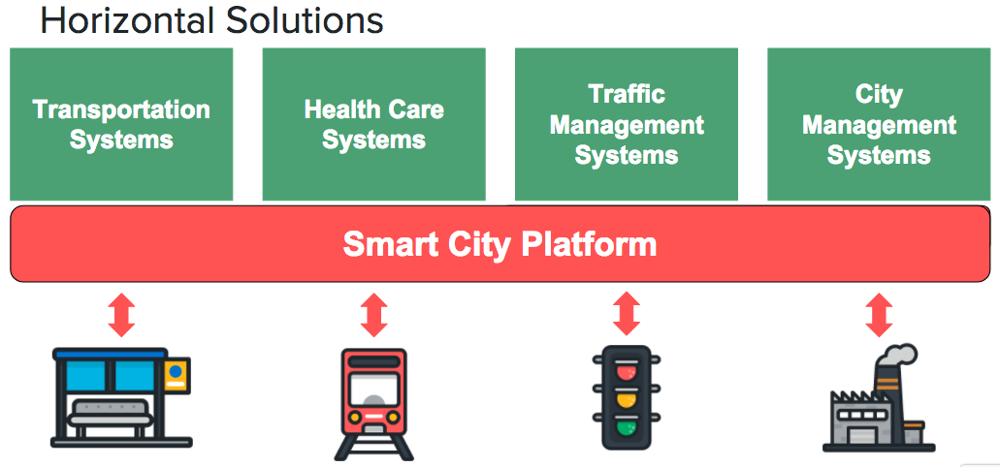 Horizontal Solutions
Transportation
Systems
Health Care
Systems
Traffic
Management
Systems
City
Management
Systems
Smart City Platform